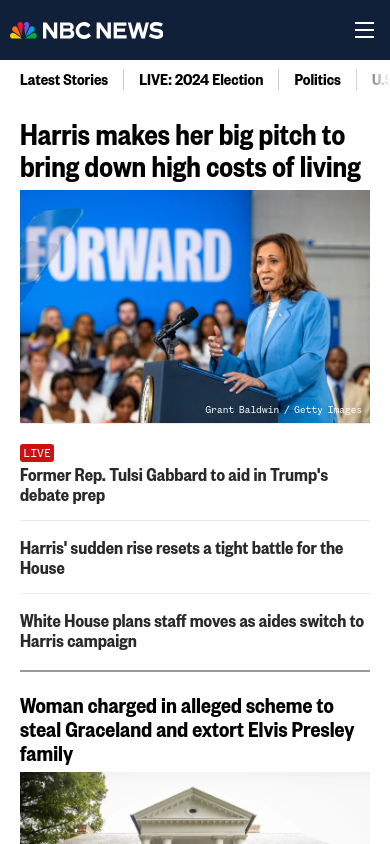 NBC NEWS
Latest Stories
LIVE: 2024 Election
Politics
Harris makes her big pitch to
bring down high costs of living
FORWARD
Grant Baldwin / Getty Images
LIVE
Former Rep. Tulsi Gabbard to aid in Trump's
debate prep
Harris' sudden rise resets a tight battle for the
House
White House plans staff moves as aides switch to
Harris campaign
Woman charged in alleged scheme to
steal Graceland and extort Elvis Presley
family